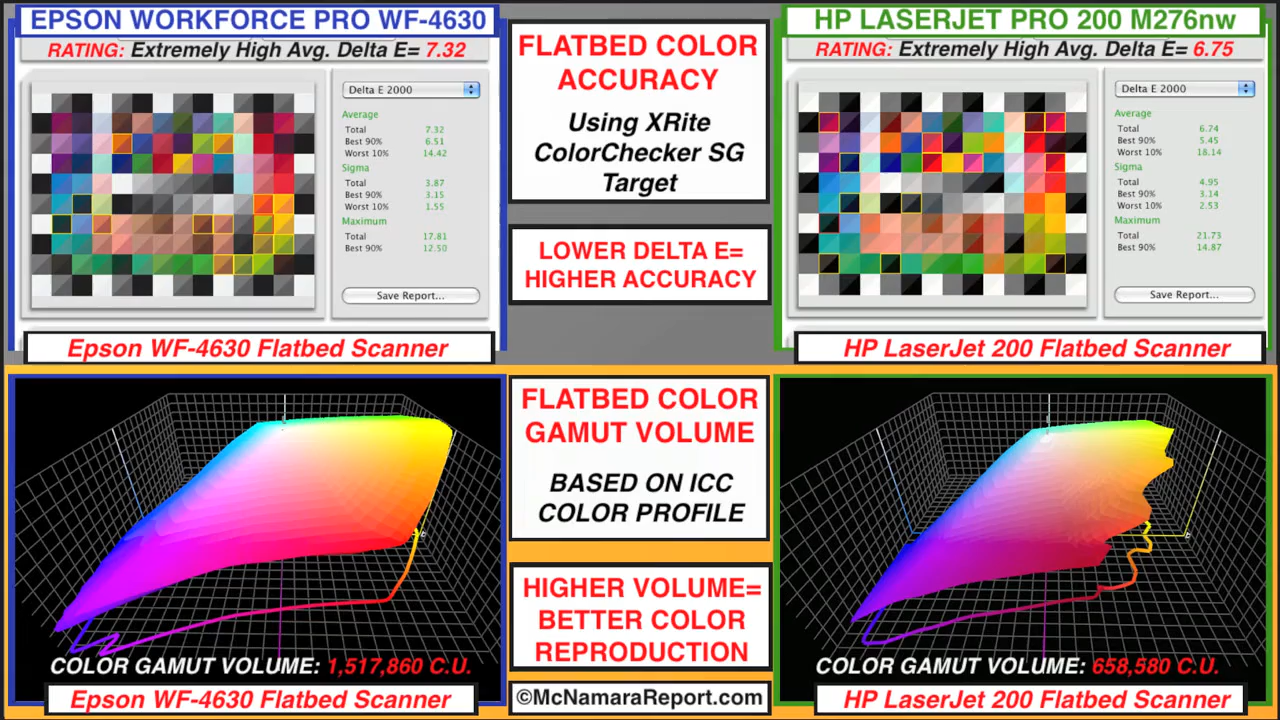 EPSON WORKFORCE PRO WF-4630
RATING: Extremely High Avg. Delta E= 7.32
Delta E 2000
Average
Total 7.32
Best 90% 6.51
Worst 10% 14.42
Sigma
Total 3.87
Best 90% 3.15
Worst 10% 1.55
Maximum
Total 17.81
Best 90% 12.50
Save Report...
Epson WF-4630 Flatbed Scanner
FLATBED COLOR
ACCURACY
Using XRite
ColorChecker SG
Target
LOWER DELTA E=
HIGHER ACCURACY
HP LASERJET PRO 200 M276nw
RATING: Extremely High Avg. Delta E= 6.75
Delta E 2000
Average
Total 6.74
Best 90% 5.45
Worst 10% 18.14
Sigma
Total 4.95
Best 90% 3.14
Worst 10% 2.53
Maximum
Total 21.73
Best 90% 14.87
Save Report...
HP LaserJet 200 Flatbed Scanner
COLOR GAMUT VOLUME: 1,517,860 C.U.
Epson WF-4630 Flatbed Scanner
FLATBED COLOR
GAMUT VOLUME
BASED ON ICC
COLOR PROFILE
HIGHER VOLUME=
BETTER COLOR
REPRODUCTION
©McNamaraReport.com
COLOR GAMUT VOLUME: 658,580 C.U.
HP LaserJet 200 Flatbed Scanner